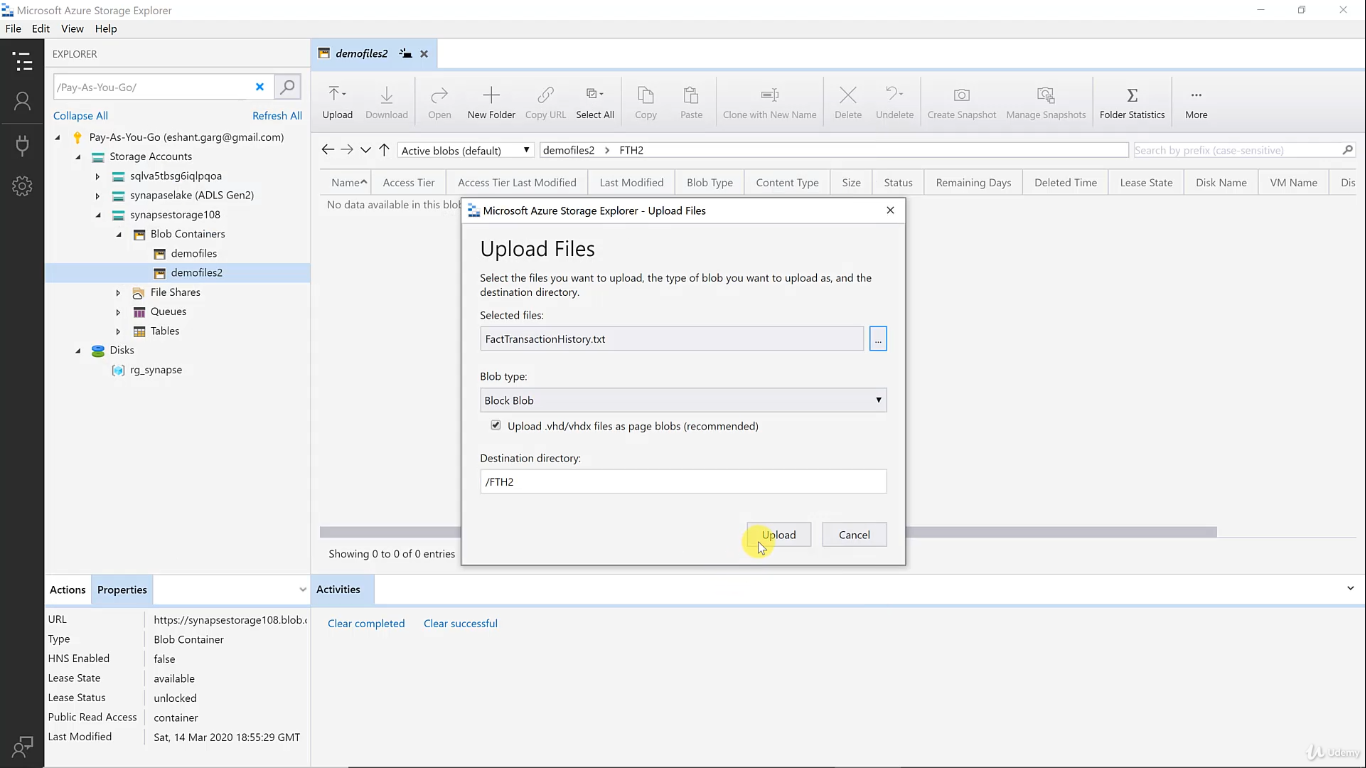 Microsoft Azure Storage Explorer
File Edit View Help
EXPLORER
/Pay-As-You-Go/
Collapse All Refresh All
Pay-As-You-Go (eshant.garg@gmail.com)
Storage Accounts
sqlva5tbsg6iqlpqoa
synapaselake (ADLS Gen2)
synapsestorage108
Blob Containers
demofiles
demofiles2
File Shares
Queues
Tables
Disks
rg_synapse
Actions Properties
URL https://synapsestorage108.blob.c
Type Blob Container
HNS Enabled false
Lease State available
Lease Status unlocked
Public Read Access container
Last Modified Sat, 14 Mar 2020 18:55:29 GMT
demofiles2
Upload Download Open New Folder Copy URL Select All Copy Paste Clone with New Name Delete Undelete Create Snapshot Manage Snapshots Folder Statistics More
Active blobs (default) demofiles2 > FTH2 Search by prefix (case-sensitive)
Name Access Tier Access Tier Last Modified Last Modified Blob Type Content Type Size Status Remaining Days Deleted Time Lease State Disk Name VM Name Dis
No data available in this blob
Microsoft Azure Storage Explorer - Upload Files
Upload Files
Select the files you want to upload, the type of blob you want to upload as, and the
destination directory.
Selected files:
FactTransactionHistory.txt ...
Blob type:
Block Blob
Upload .vhd/vhdx files as page blobs (recommended)
Destination directory:
/FTH2
Upload Cancel
Showing 0 to 0 of 0 entries
Activities
Clear completed Clear successful
Udemy